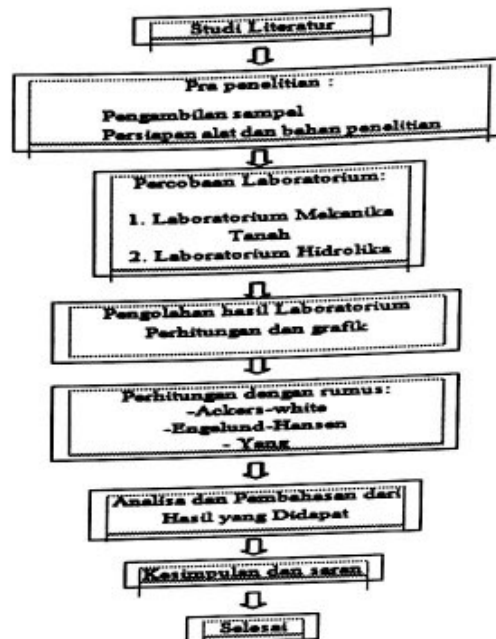 Studi Literatur
Pra penelitian :
Pengambilan sampel
Persiapan alat dan bahan penelitian
Percobaan Laboratorium:
1. Laboratorium Mekanika
Tanah
2. Laboratorium Hidrolika
Pengolahan hasil Laboratorium
Perhitungan dan grafik
Perhitungan dengan rumus:
-Ackers-white
-Engelund-Hansen
- Yang
Analisa dan Pembahasan dari
Hasil yang Didapat
Kesimpulan dan saran
Selesai